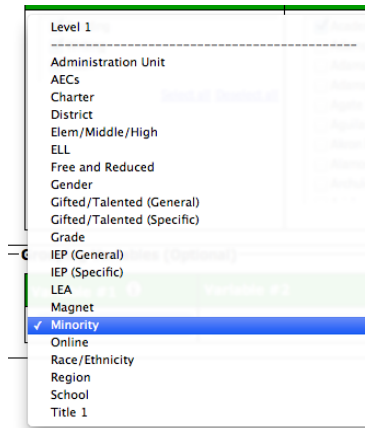 Level 1
--------------------------------------------
Administration Unit
AECs
Charter
District
Elem/Middle/High
ELL
Free and Reduced
Gender
Gifted/Talented (General)
Gifted/Talented (Specific)
Grade
IEP (General)
IEP (Specific)
LEA
Magnet
✓ Minority
Online
Race/Ethnicity
Region
School
Title 1